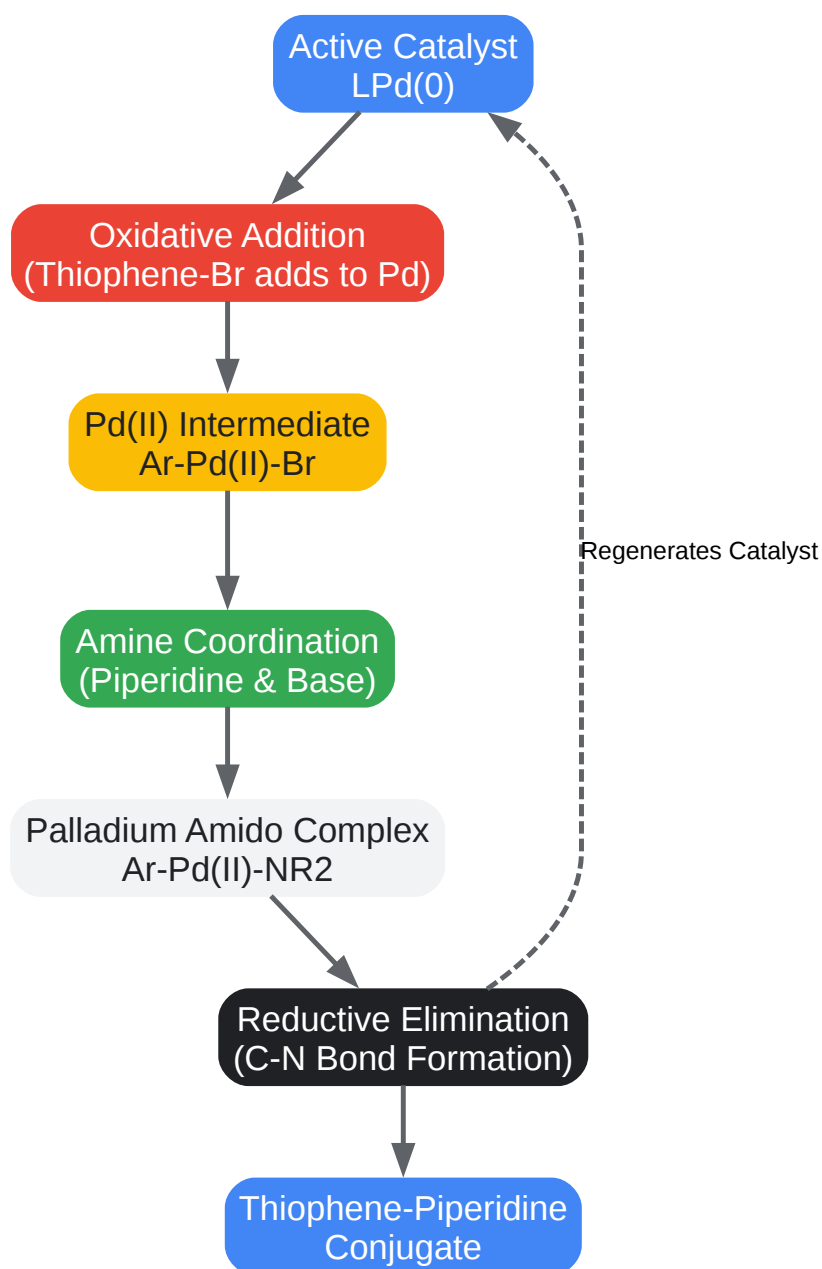 Active Catalyst
LPd(0)
Oxidative Addition
(Thiophene-Br adds to Pd)
Pd(II) Intermediate
Ar-Pd(II)-Br
Regenerates Catalyst
Amine Coordination
(Piperidine & Base)
Palladium Amido Complex
Ar-Pd(II)-NR2
Reductive Elimination
(C-N Bond Formation)
Thiophene-Piperidine
Conjugate